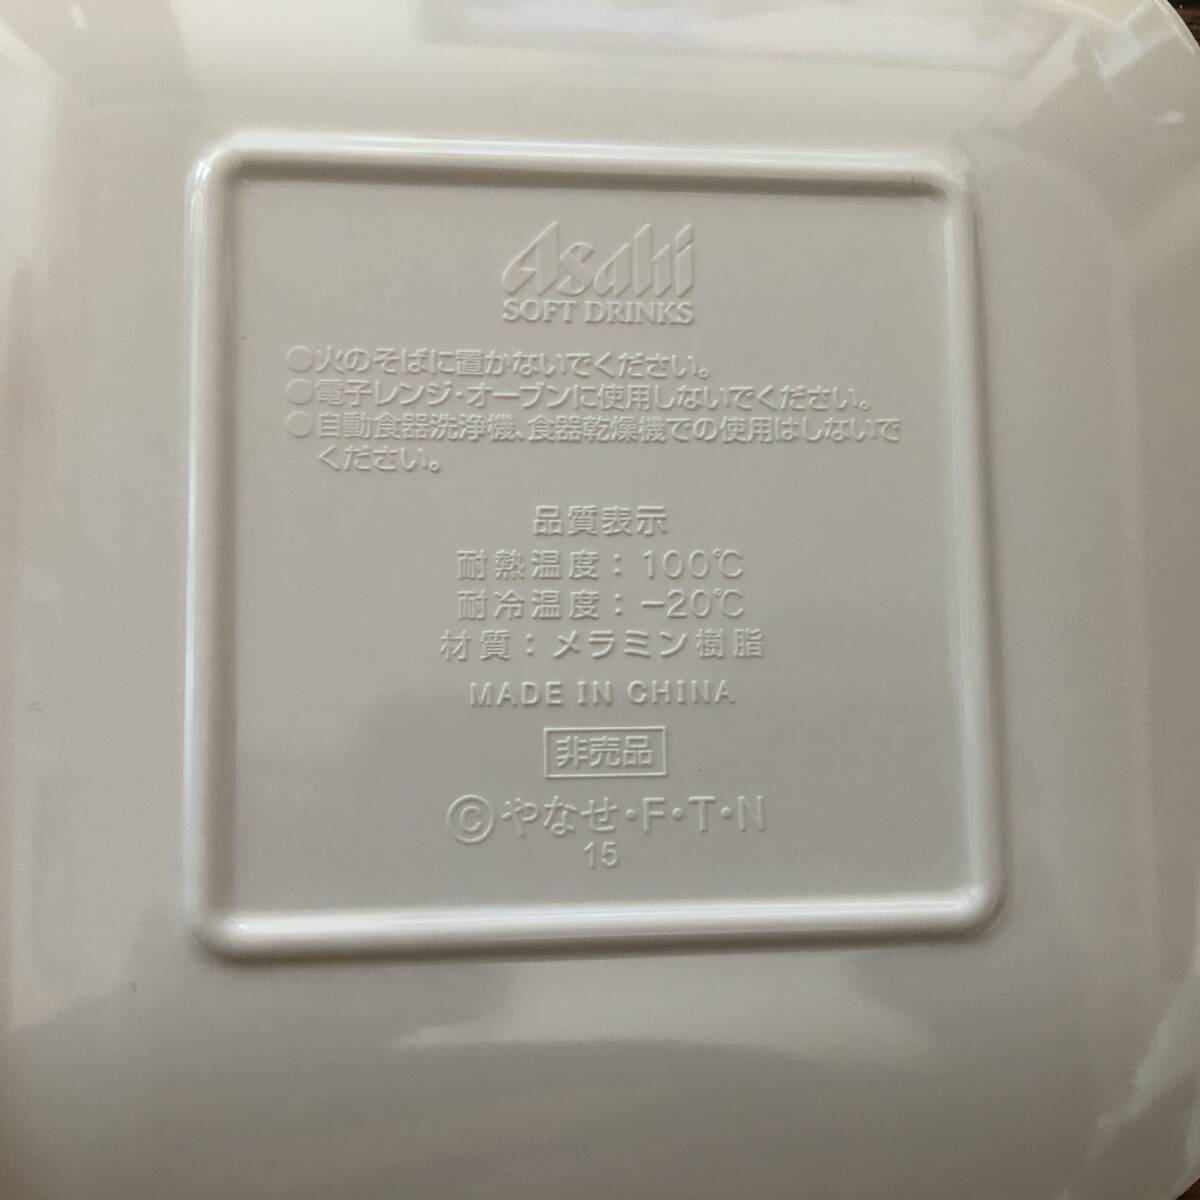 Asahi
SOFT DRINKS
○火のそばに置かないでください。
○電子レンジ・オーブンに使用しないでください。
○自動食器洗浄機、食器乾燥機での使用はしないで
ください。
品質表示
耐熱温度：100℃
耐冷温度：−20℃
材質：メラミン樹脂
MADE IN CHINA
非売品
©やなせ・F・T・N
15